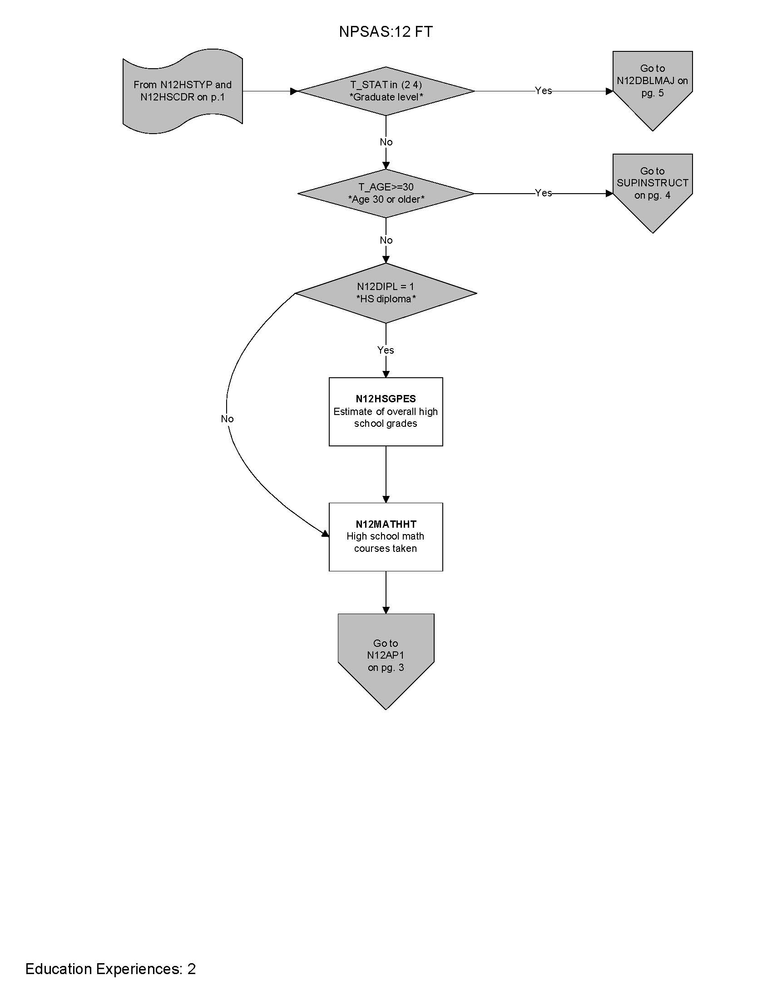 NPSAS:12 FT
From N12HSTYP and
N12HSCDR on p.1
T_STAT in (2 4)
*Graduate level*
Yes
Go to
N12DBLMAJ on
pg. 5
No
T_AGE>=30
*Age 30 or older*
Yes
Go to
SUPINSTRUCT
on pg. 4
No
N12DIPL = 1
*HS diploma*
Yes
N12HSGPES
Estimate of overall high
school grades
No
N12MATHHT
High school math
courses taken
Go to
N12AP1
on pg. 3
Education Experiences: 2